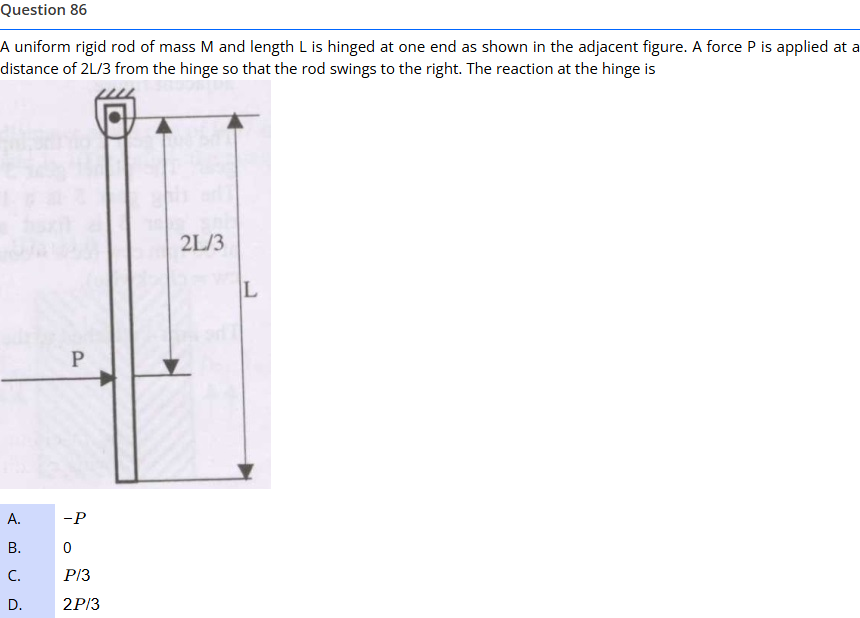 Question 86
A uniform rigid rod of mass M and length L is hinged at one end as shown in the adjacent figure. A force P is applied at a
distance of 2L/3 from the hinge so that the rod swings to the right. The reaction at the hinge is
2L/3
L
P
A. −P
B. 0
C. P/3
D. 2P/3